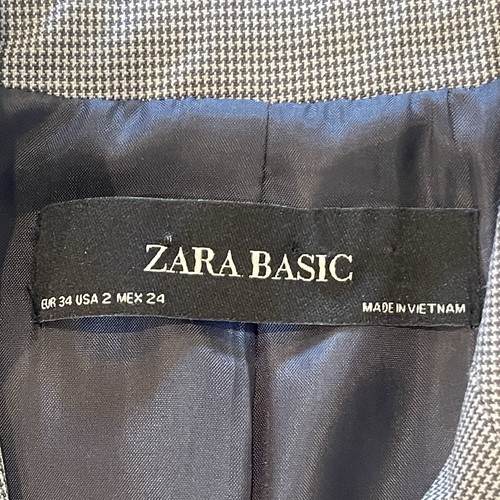 ZARA BASIC
EUR 34 USA 2 MEX 24
MADE IN VIETNAM